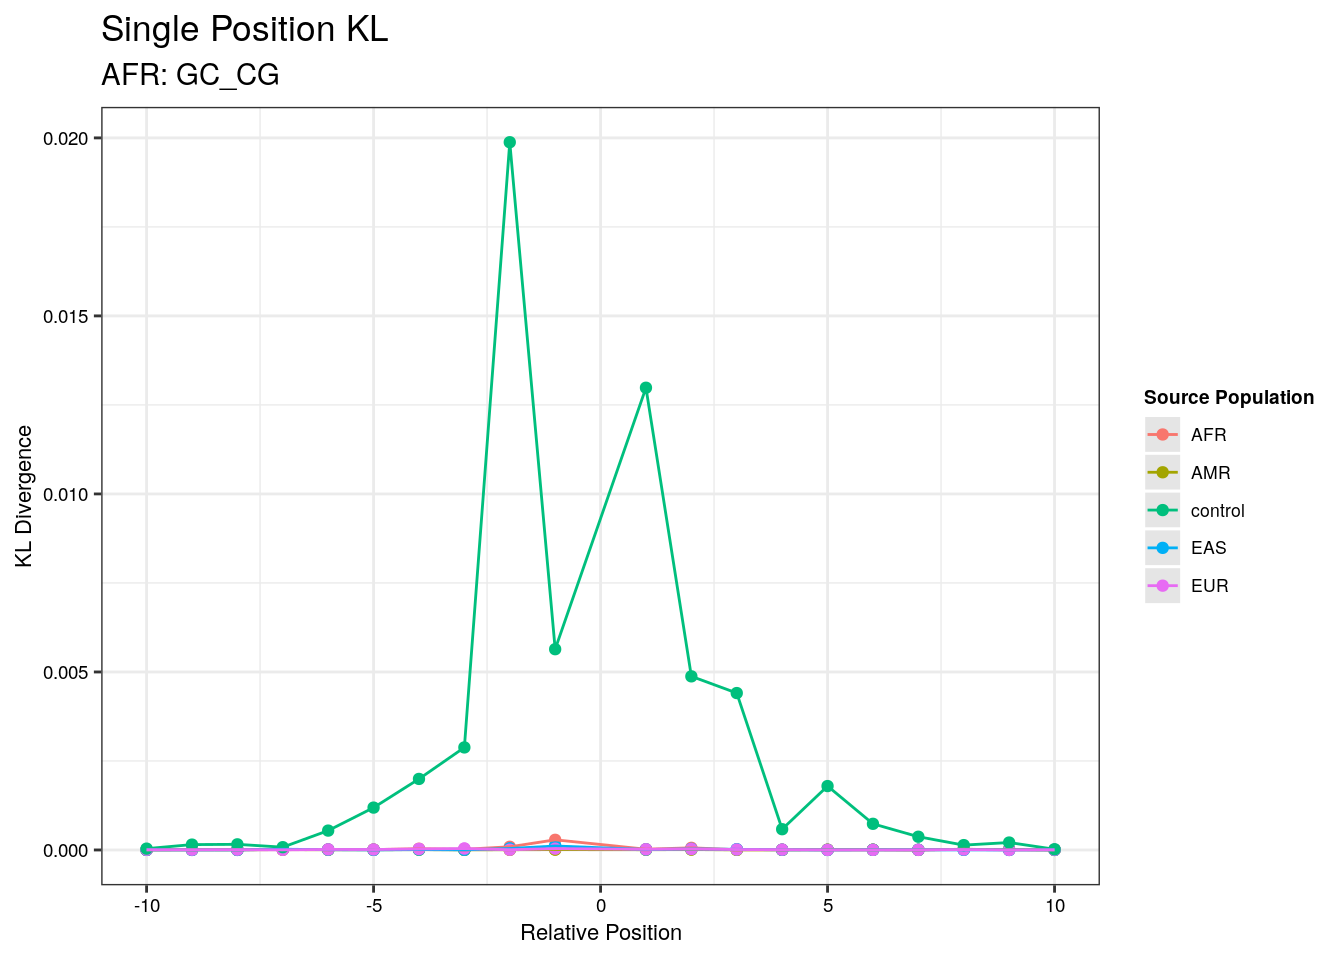 Single Position KL
AFR: GC_CG
KL Divergence
0.020
0.015
0.010
0.005
0.000
-10
-5
0
5
10
Relative Position
Source Population
AFR
AMR
control
EAS
EUR